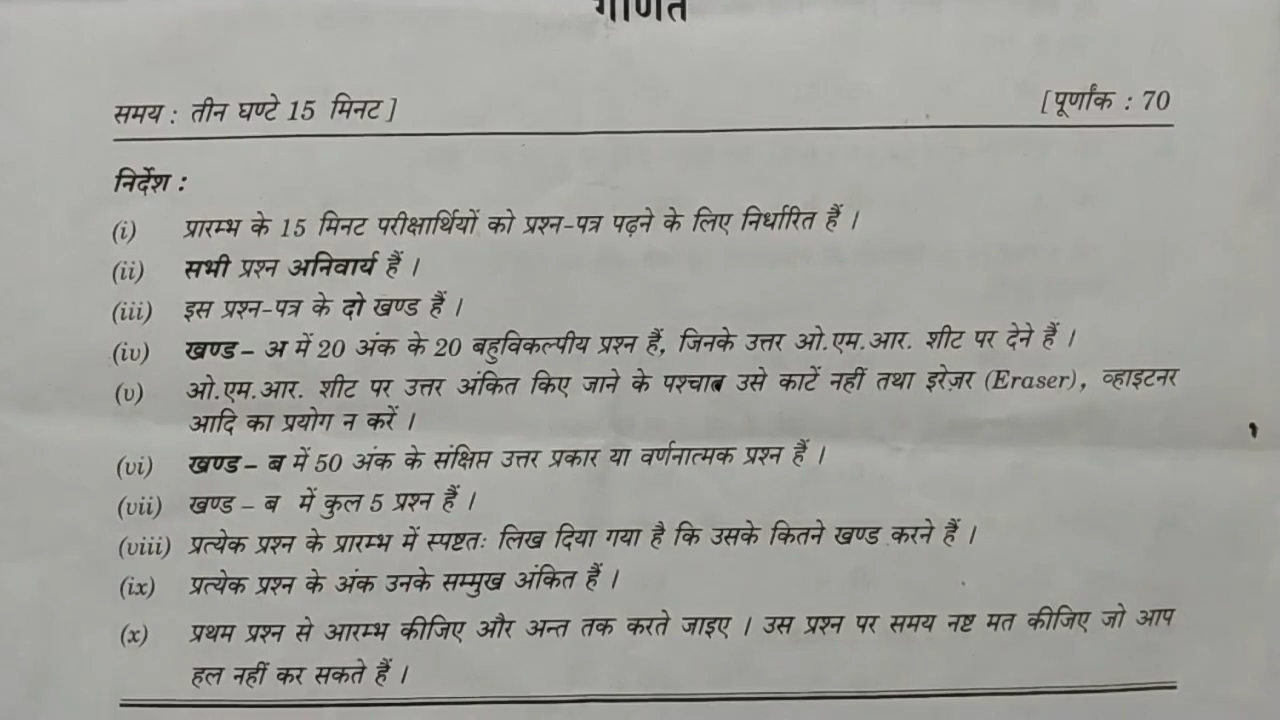 गणित
समय : तीन घण्टे 15 मिनट ]
[ पूर्णांक : 70
निर्देश :
(i) प्रारम्भ के 15 मिनट परीक्षार्थियों को प्रश्न-पत्र पढ़ने के लिए निर्धारित हैं ।
(ii) सभी प्रश्न अनिवार्य हैं ।
(iii) इस प्रश्न-पत्र के दो खण्ड हैं ।
(iv) खण्ड – अ में 20 अंक के 20 बहुविकल्पीय प्रश्न हैं, जिनके उत्तर ओ.एम.आर. शीट पर देने हैं ।
(v) ओ.एम.आर. शीट पर उत्तर अंकित किए जाने के पश्चात उसे काटें नहीं तथा इरेज़र (Eraser), व्हाइटनर
आदि का प्रयोग न करें ।
(vi) खण्ड – ब में 50 अंक के संक्षिप्त उत्तर प्रकार या वर्णनात्मक प्रश्न हैं ।
(vii) खण्ड – ब में कुल 5 प्रश्न हैं ।
(viii) प्रत्येक प्रश्न के प्रारम्भ में स्पष्टतः लिख दिया गया है कि उसके कितने खण्ड करने हैं ।
(ix) प्रत्येक प्रश्न के अंक उनके सम्मुख अंकित हैं ।
(x) प्रथम प्रश्न से आरम्भ कीजिए और अन्त तक करते जाइए । उस प्रश्न पर समय नष्ट मत कीजिए जो आप
हल नहीं कर सकते हैं ।